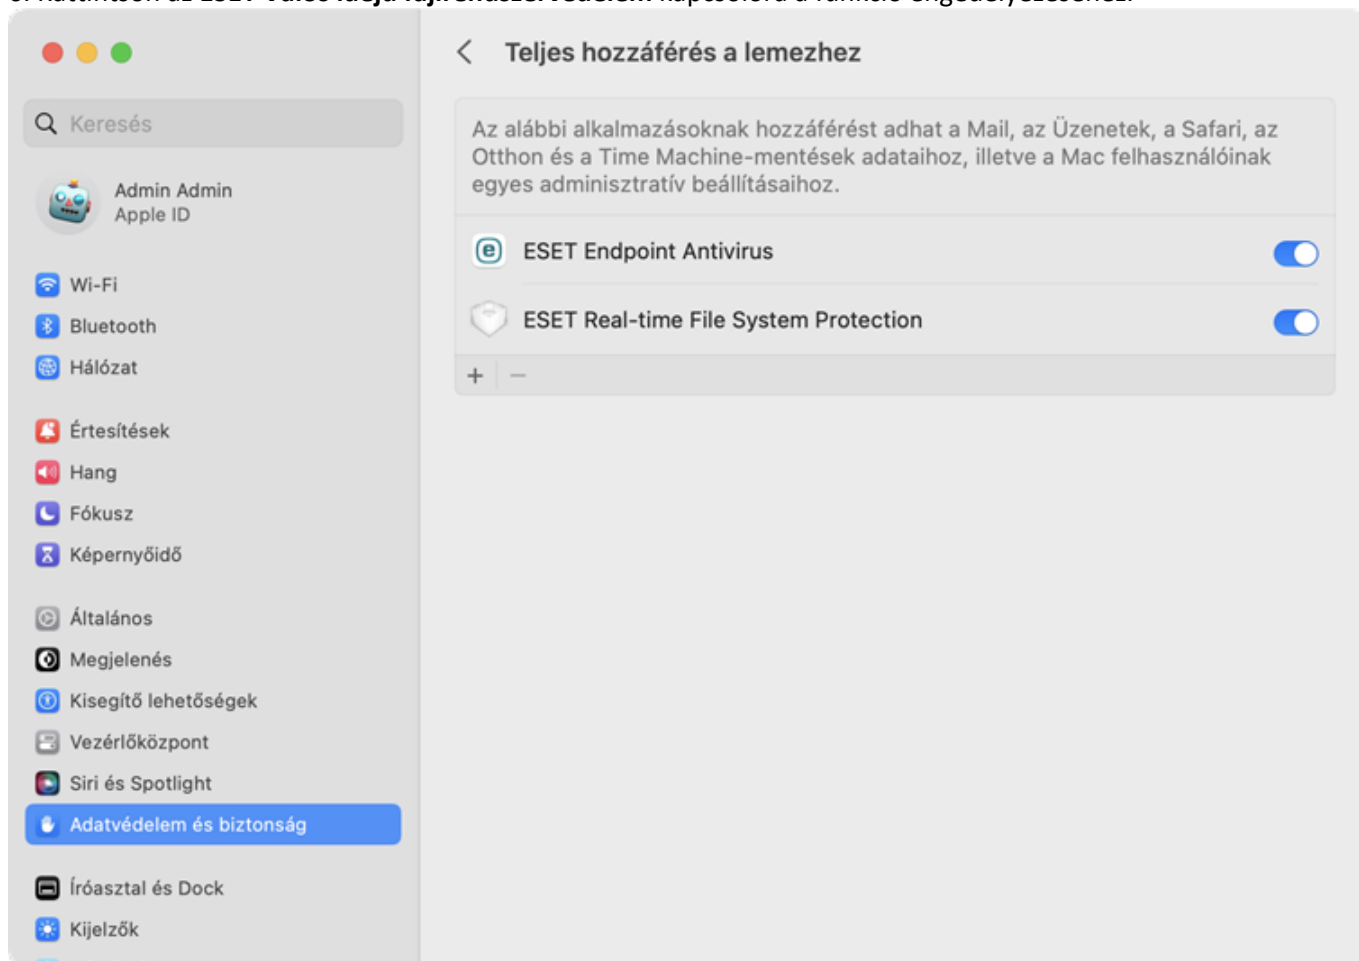 Teljes hozzáférés a lemezhez
Keresés
Admin Admin
Apple ID
Wi-Fi
Bluetooth
Hálózat
Értesítések
Hang
Fókusz
Képernyőidő
Általános
Megjelenés
Kisegítő lehetőségek
Vezérlőközpont
Siri és Spotlight
Adatvédelem és biztonság
Íróasztal és Dock
Kijelzők
Az alábbi alkalmazásoknak hozzáférést adhat a Mail, az Üzenetek, a Safari, az
Otthon és a Time Machine-mentések adataihoz, illetve a Mac felhasználóinak
egyes adminisztratív beállításaihoz.
ESET Endpoint Antivirus
ESET Real-time File System Protection